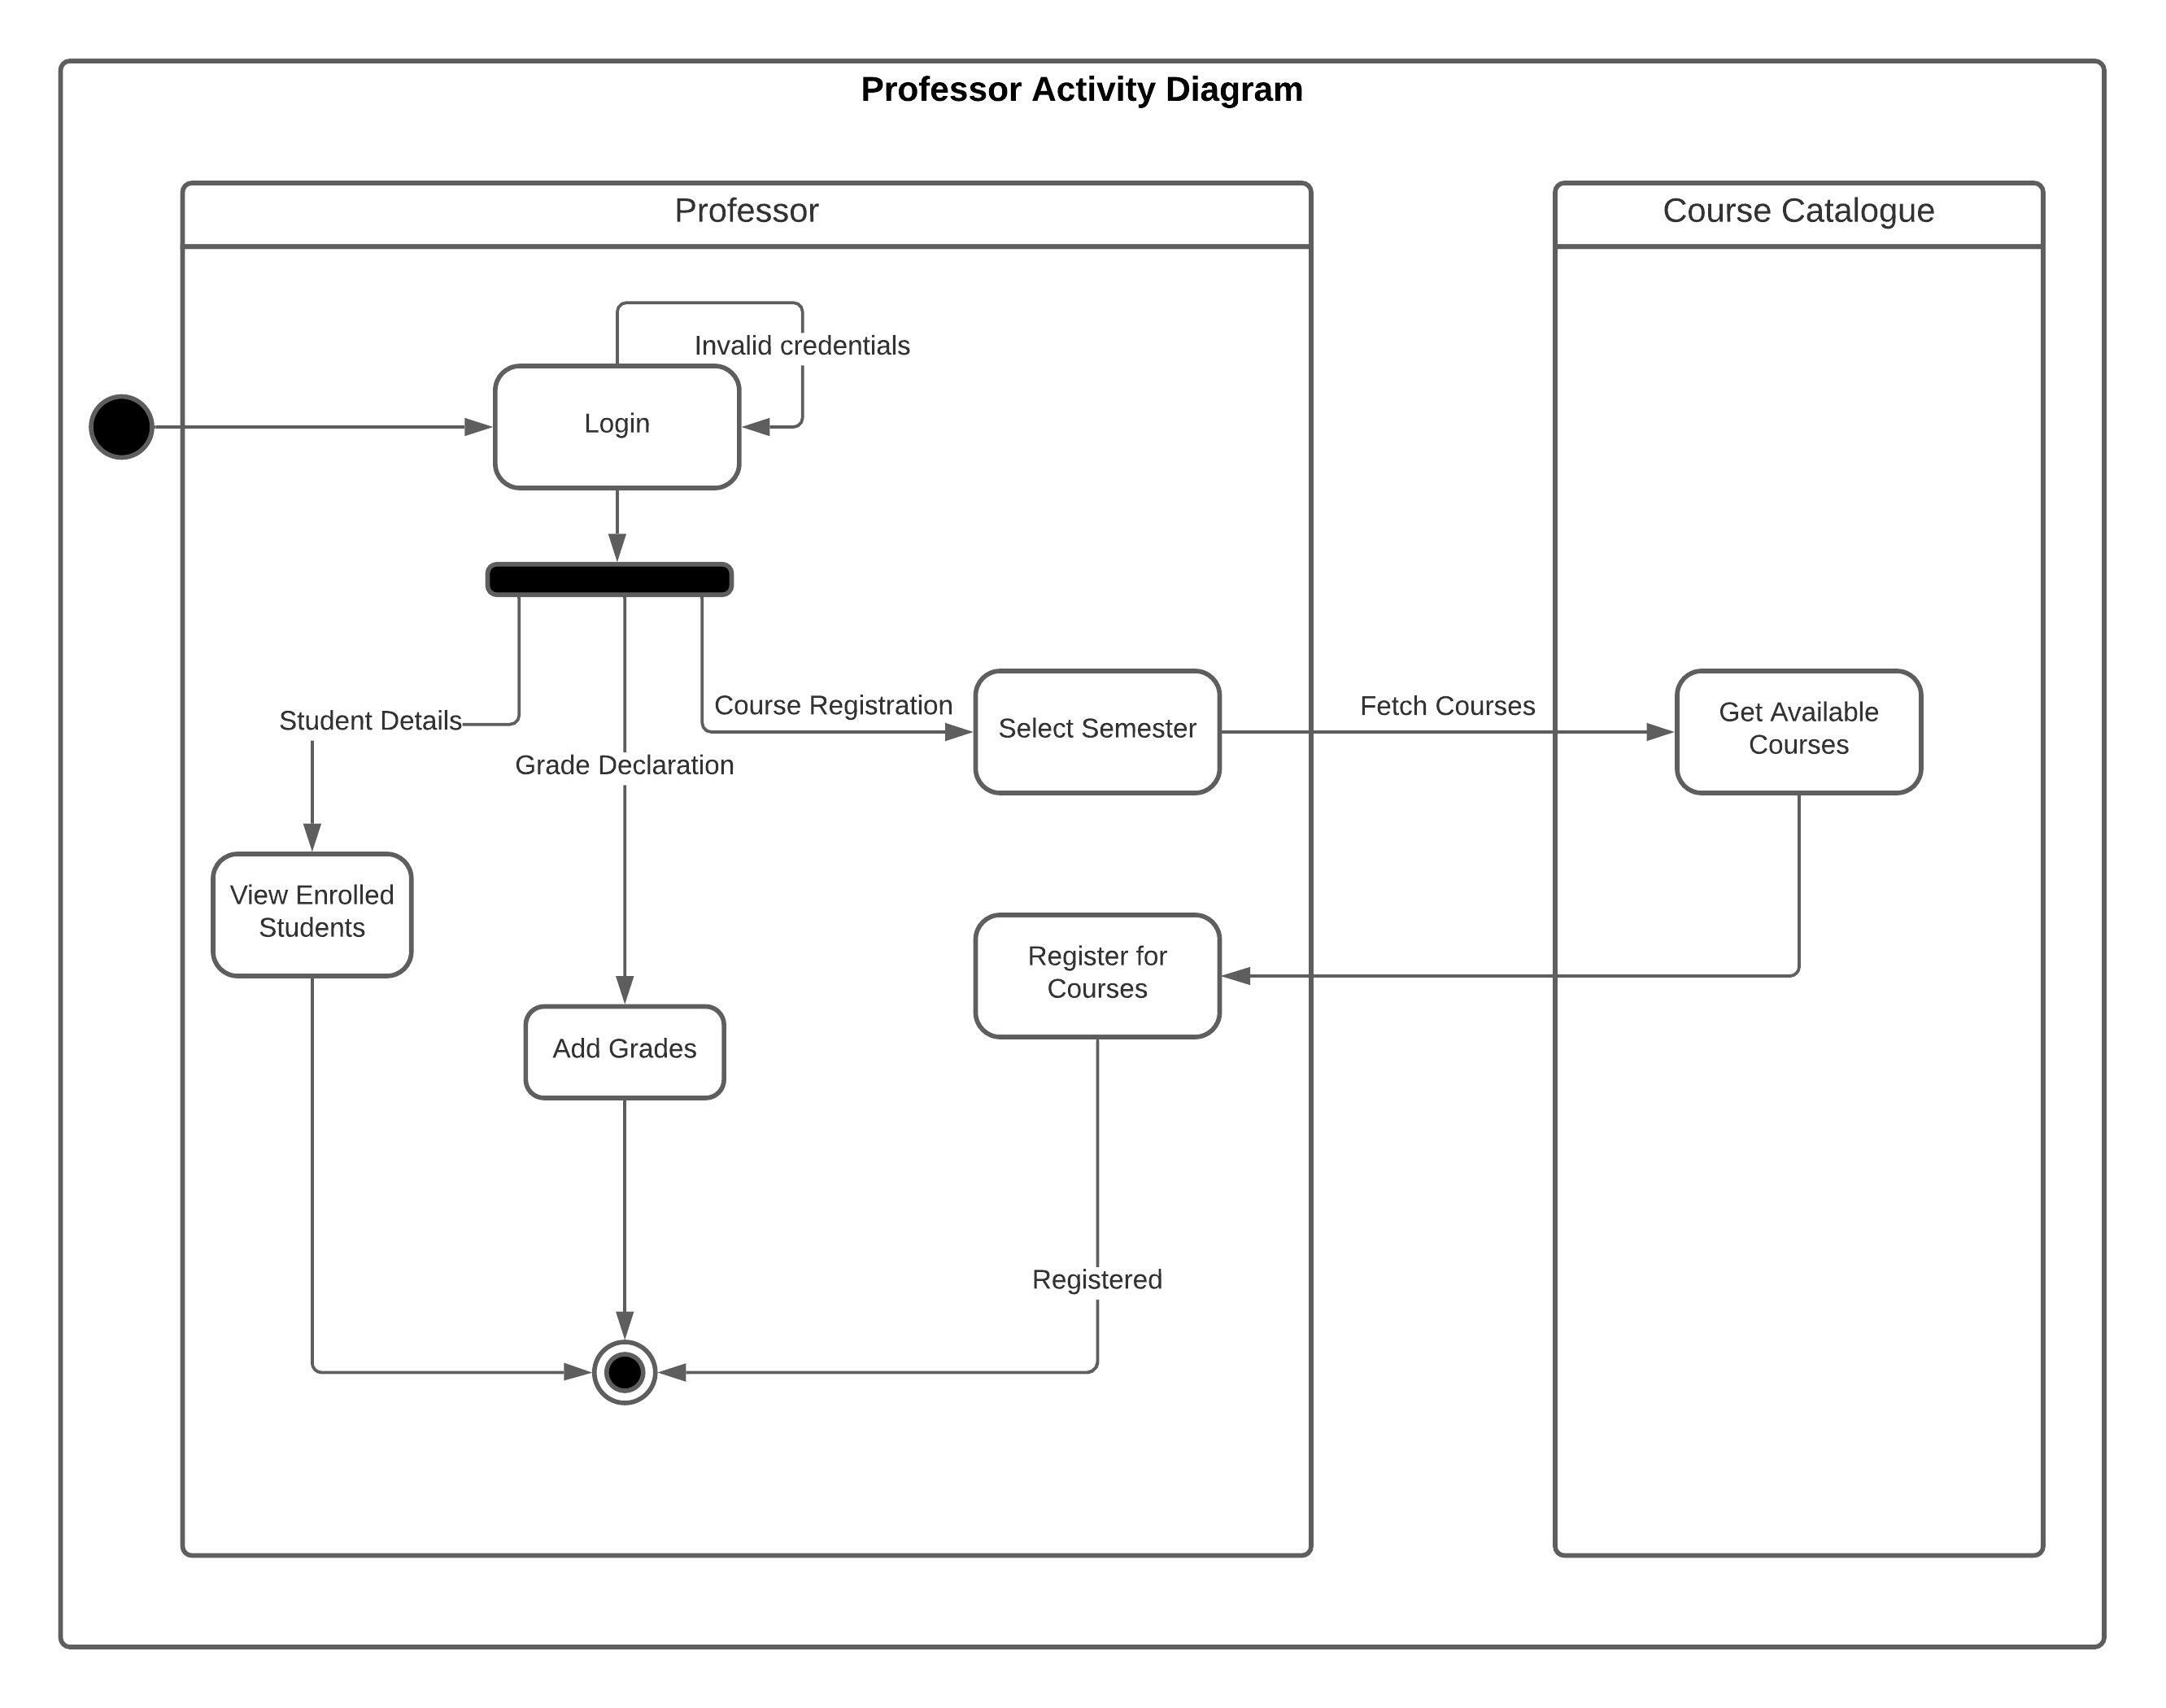 Professor Activity Diagram
Professor
Course Catalogue
Invalid credentials
Login
Student Details
Grade Declaration
Course Registration
Select Semester
Fetch Courses
Get Available
Courses
View Enrolled
Students
Add Grades
Register for
Courses
Registered